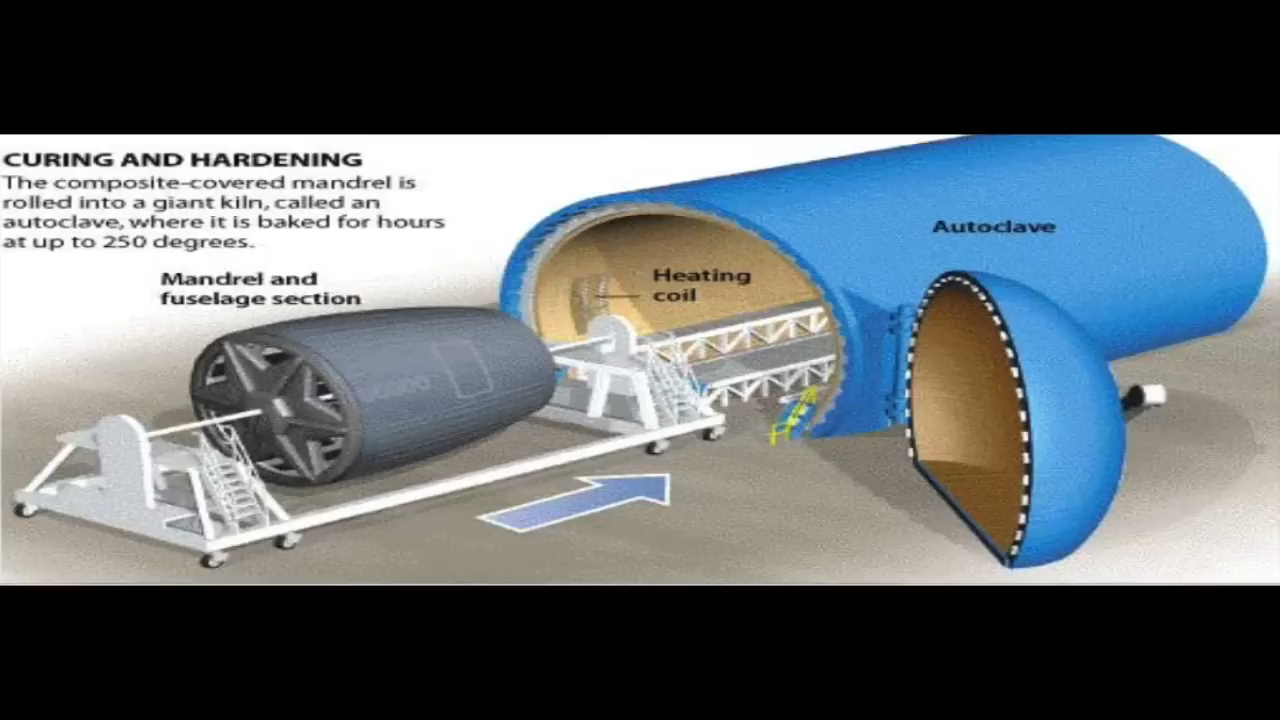 CURING AND HARDENING
The composite-covered mandrel is
rolled into a giant kiln, called an
autoclave, where it is baked for hours
at up to 250 degrees.
Mandrel and
fuselage section
Heating
coil
Autoclave